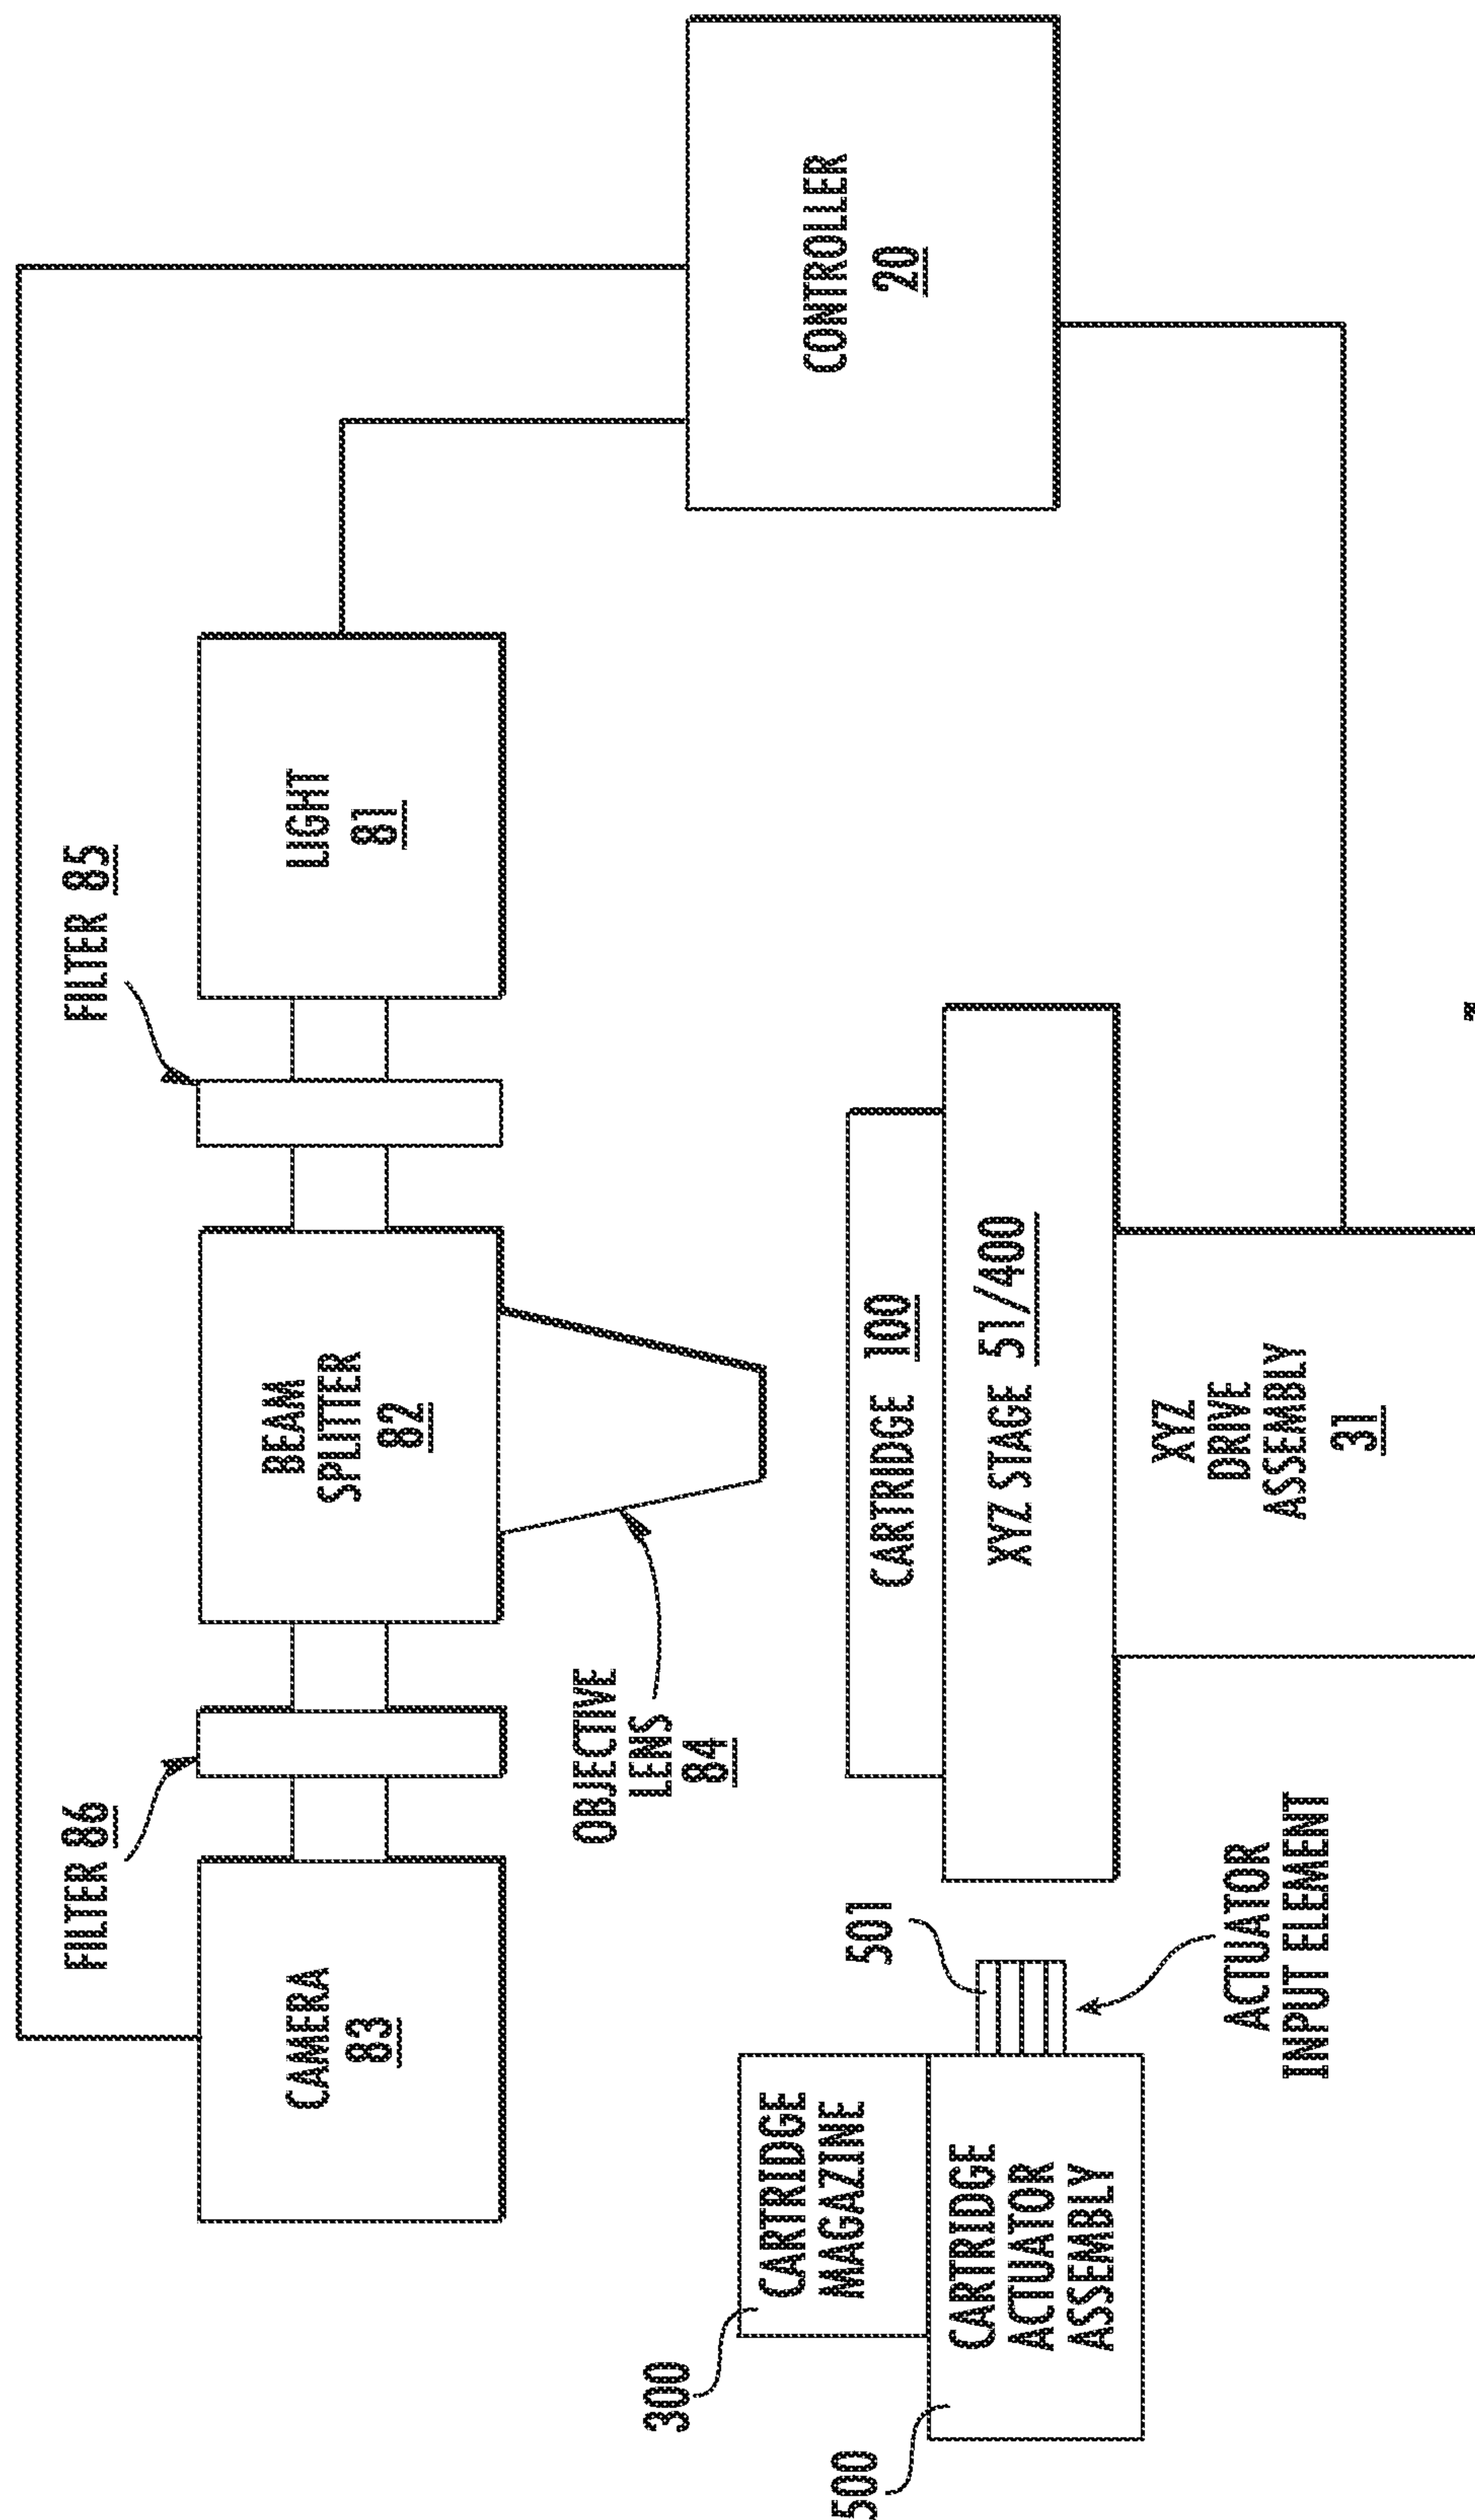 FILTER 86
FILTER 85
CAMERA
83
BEAM
SPLITTER
82
LIGHT
81
OBJECTIVE
LENS
84
CONTROLLER
20
300
CARTRIDGE
MAGAZINE
501
CARTRIDGE 100
XYZ STAGE 51/400
500
CARTRIDGE
ACTUATOR
ASSEMBLY
ACTUATOR
INPUT ELEMENT
XYZ
DRIVE
ASSEMBLY
31